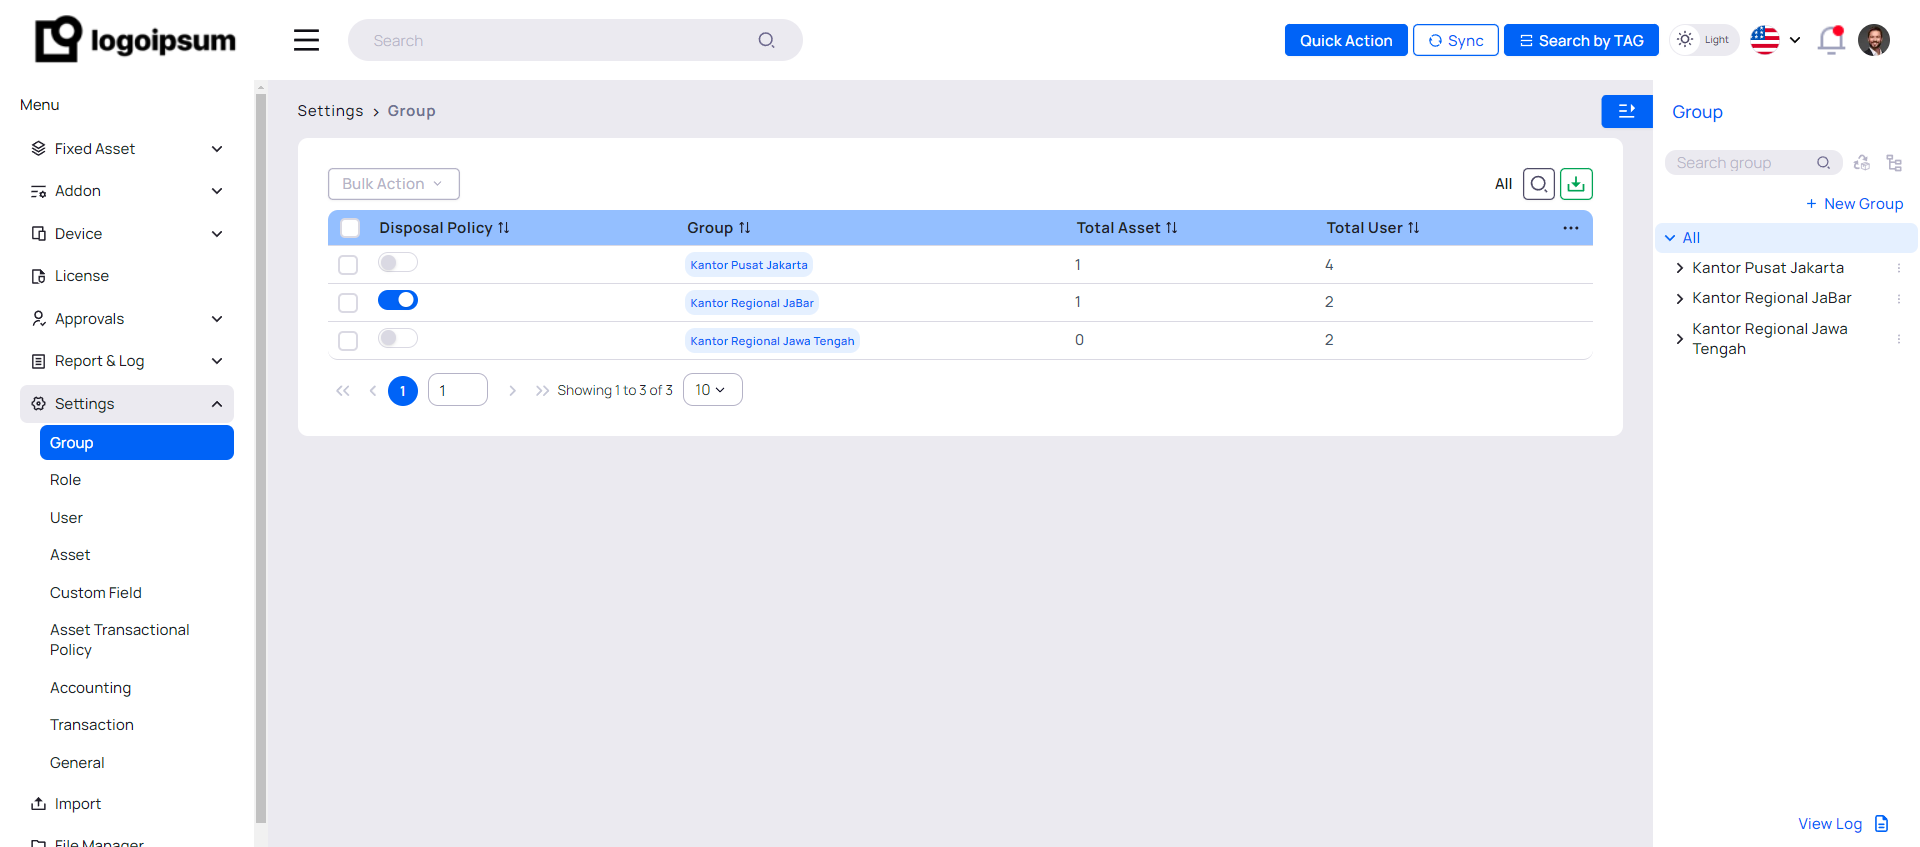 logoipsum
Search
Quick Action
Sync
Search by TAG
Light
Menu
Fixed Asset
Addon
Device
License
Approvals
Report & Log
Settings
Group
Role
User
Asset
Custom Field
Asset Transactional
Policy
Accounting
Transaction
General
Import
File Manager
Settings > Group
Bulk Action
All
Disposal Policy Group Total Asset Total User
Kantor Pusat Jakarta 1 4
Kantor Regional JaBar 1 2
Kantor Regional Jawa Tengah 0 2
1 1 Showing 1 to 3 of 3 10
Group
Search group
+ New Group
All
Kantor Pusat Jakarta
Kantor Regional JaBar
Kantor Regional Jawa
Tengah
View Log